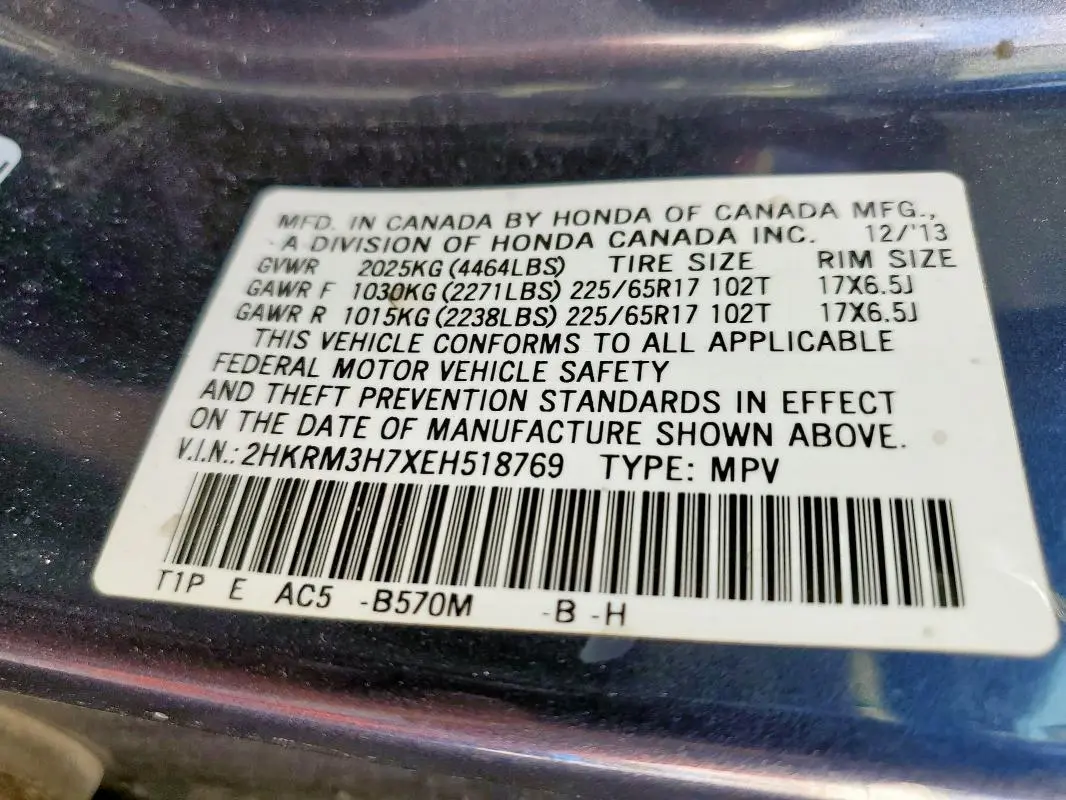 MFD. IN CANADA BY HONDA OF CANADA MFG.,
A DIVISION OF HONDA CANADA INC. 12/'13
GVWR 2025KG (4464LBS) TIRE SIZE RIM SIZE
GAWR F 1030KG (2271LBS) 225/65R17 102T 17X6.5J
GAWR R 1015KG (2238LBS) 225/65R17 102T 17X6.5J
THIS VEHICLE CONFORMS TO ALL APPLICABLE
FEDERAL MOTOR VEHICLE SAFETY
AND THEFT PREVENTION STANDARDS IN EFFECT
ON THE DATE OF MANUFACTURE SHOWN ABOVE.
V.I.N.: 2HKRM3H7XEH518769 TYPE: MPV
T1P E AC5 -B570M -B -H